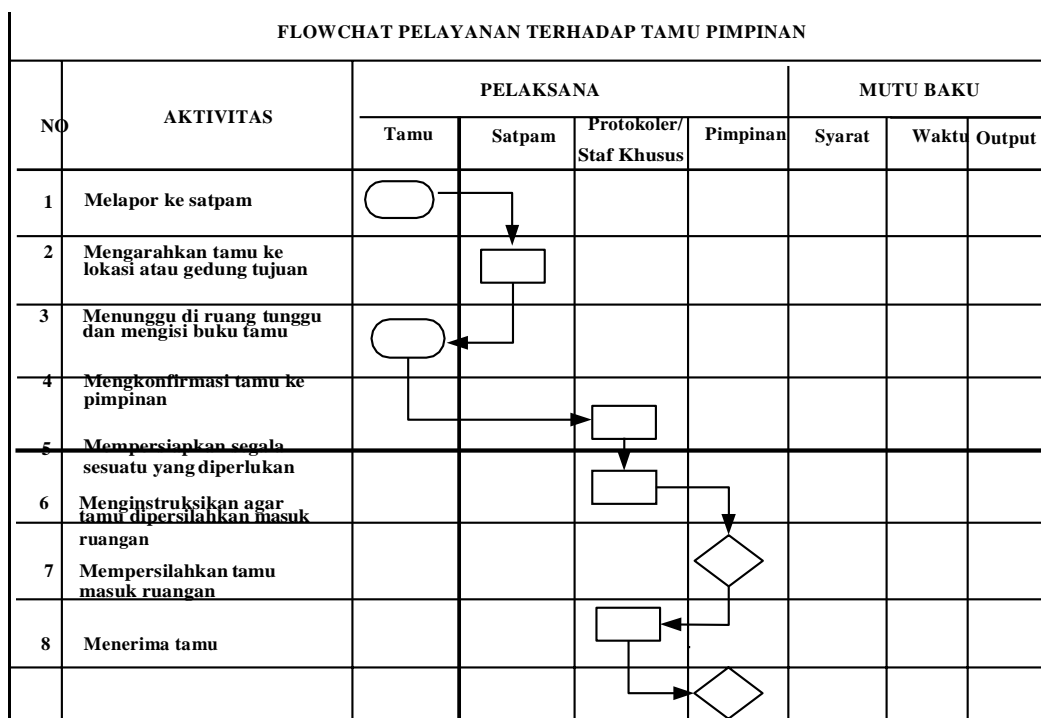 FLOWCHAT PELAYANAN TERHADAP TAMU PIMPINAN
NO
AKTIVITAS
PELAKSANA
MUTU BAKU
Tamu
Satpam
Protokoler/
Staf Khusus
Pimpinan
Syarat
Waktu
Output
1
Melapor ke satpam
2
Mengarahkan tamu ke
lokasi atau gedung tujuan
3
Menunggu di ruang tunggu
dan mengisi buku tamu
4
Mengkonfirmasi tamu ke
pimpinan
5
Mempersiapkan segala
sesuatu yang diperlukan
6
Menginstruksikan agar
tamu dipersilahkan masuk
ruangan
7
Mempersilahkan tamu
masuk ruangan
8
Menerima tamu